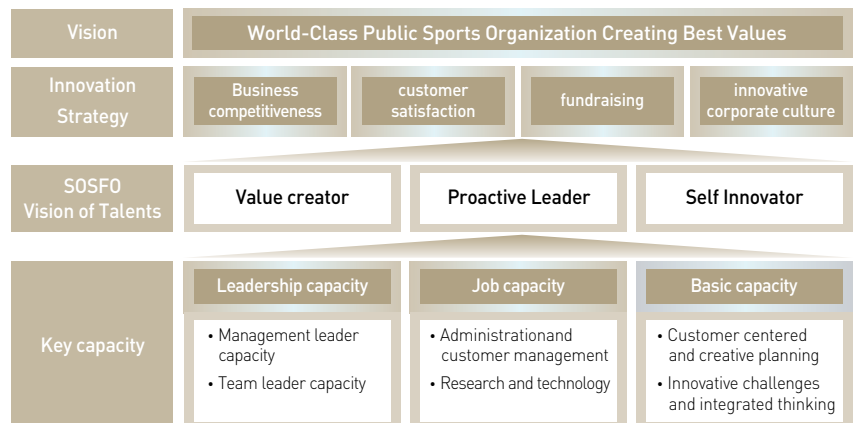 Vision
World-Class Public Sports Organization Creating Best Values
Innovation
Strategy
Business
competitiveness
customer
satisfaction
fundraising
innovative
corporate culture
SOSFO
Vision of Talents
Value creator
Proactive Leader
Self Innovator
Key capacity
Leadership capacity
• Management leader
capacity
• Team leader capacity
Job capacity
• Administrationand
customer management
• Research and technology
Basic capacity
• Customer centered
and creative planning
• Innovative challenges
and integrated thinking